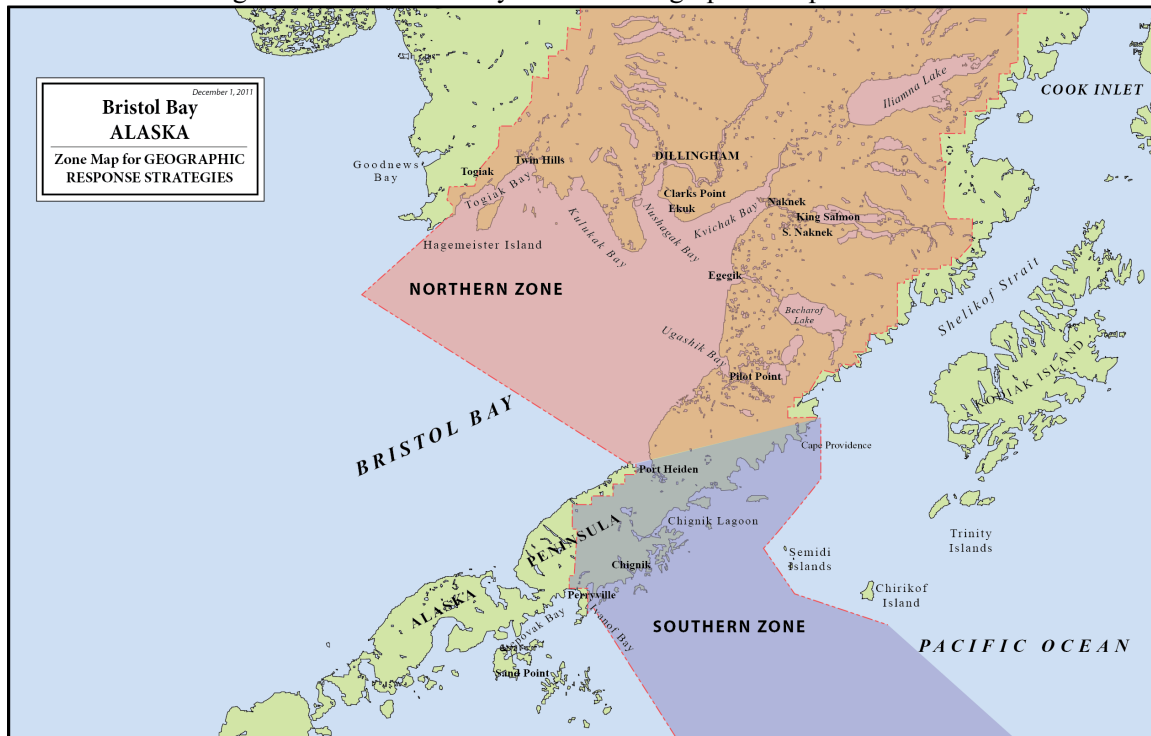 December 1, 2011
Bristol Bay
ALASKA
Zone Map for GEOGRAPHIC
RESPONSE STRATEGIES
Iliamna Lake
COOK INLET
Goodnews
Bay
Togiak
Twin Hills
DILLINGHAM
Togiak Bay
Clarks Point
Ekuk
Naknek
King Salmon
S. Naknek
Kulukak Bay
Nushagak Bay
Kvichak Bay
Hagemeister Island
Egegik
NORTHERN ZONE
Becharof
Lake
Shelikof Strait
Ugashik Bay
Pilot Point
KODIAK ISLAND
BRISTOL BAY
Cape Providence
Port Heiden
Chignik Lagoon
PENINSULA
Trinity
Islands
Semidi
Islands
Chignik
Chirikof
Island
ALASKA
Perryville
Ivanof Bay
SOUTHERN ZONE
PACIFIC OCEAN
Sand Point